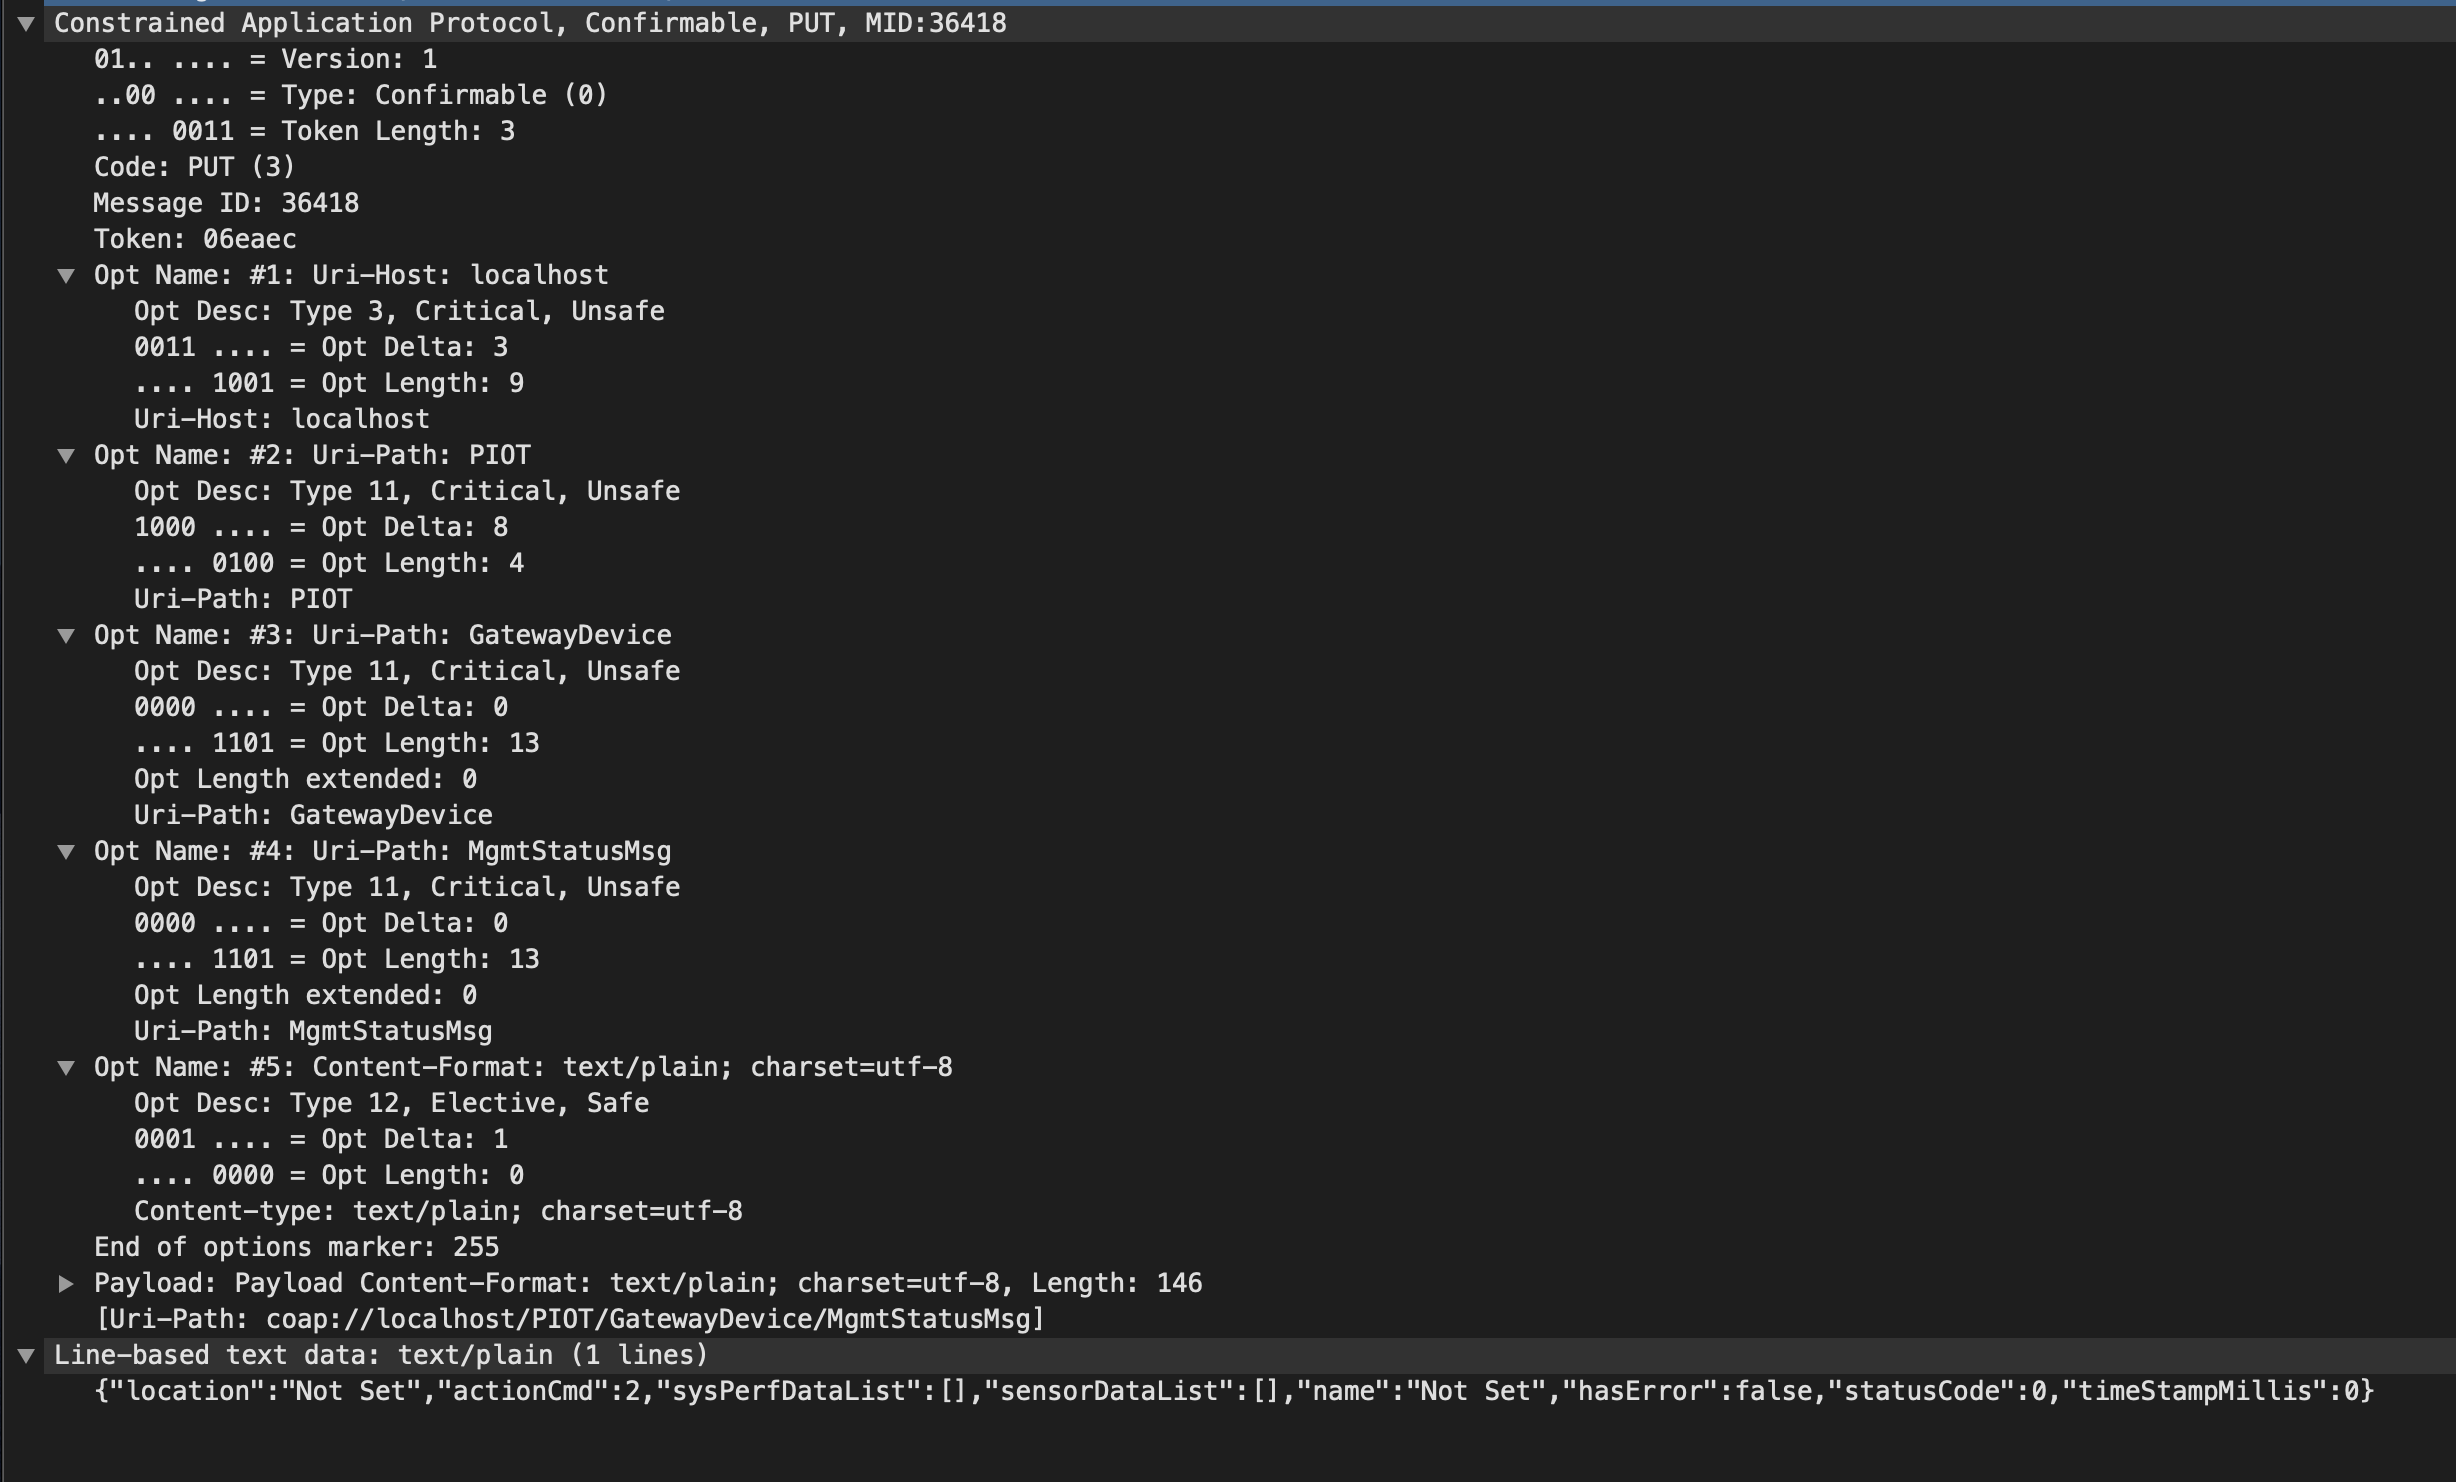 Constrained Application Protocol, Confirmable, PUT, MID:36418
01.. .... = Version: 1
..00 .... = Type: Confirmable (0)
.... 0011 = Token Length: 3
Code: PUT (3)
Message ID: 36418
Token: 06eaec
Opt Name: #1: Uri-Host: localhost
Opt Desc: Type 3, Critical, Unsafe
0011 .... = Opt Delta: 3
.... 1001 = Opt Length: 9
Uri-Host: localhost
Opt Name: #2: Uri-Path: PIOT
Opt Desc: Type 11, Critical, Unsafe
1000 .... = Opt Delta: 8
.... 0100 = Opt Length: 4
Uri-Path: PIOT
Opt Name: #3: Uri-Path: GatewayDevice
Opt Desc: Type 11, Critical, Unsafe
0000 .... = Opt Delta: 0
.... 1101 = Opt Length: 13
Opt Length extended: 0
Uri-Path: GatewayDevice
Opt Name: #4: Uri-Path: MgmtStatusMsg
Opt Desc: Type 11, Critical, Unsafe
0000 .... = Opt Delta: 0
.... 1101 = Opt Length: 13
Opt Length extended: 0
Uri-Path: MgmtStatusMsg
Opt Name: #5: Content-Format: text/plain; charset=utf-8
Opt Desc: Type 12, Elective, Safe
0001 .... = Opt Delta: 1
.... 0000 = Opt Length: 0
Content-type: text/plain; charset=utf-8
End of options marker: 255
Payload: Payload Content-Format: text/plain; charset=utf-8, Length: 146
[Uri-Path: coap://localhost/PIOT/GatewayDevice/MgmtStatusMsg]
Line-based text data: text/plain (1 lines)
{"location":"Not Set","actionCmd":2,"sysPerfDataList":[],"sensorDataList":[],"name":"Not Set","hasError":false,"statusCode":0,"timeStampMillis":0}